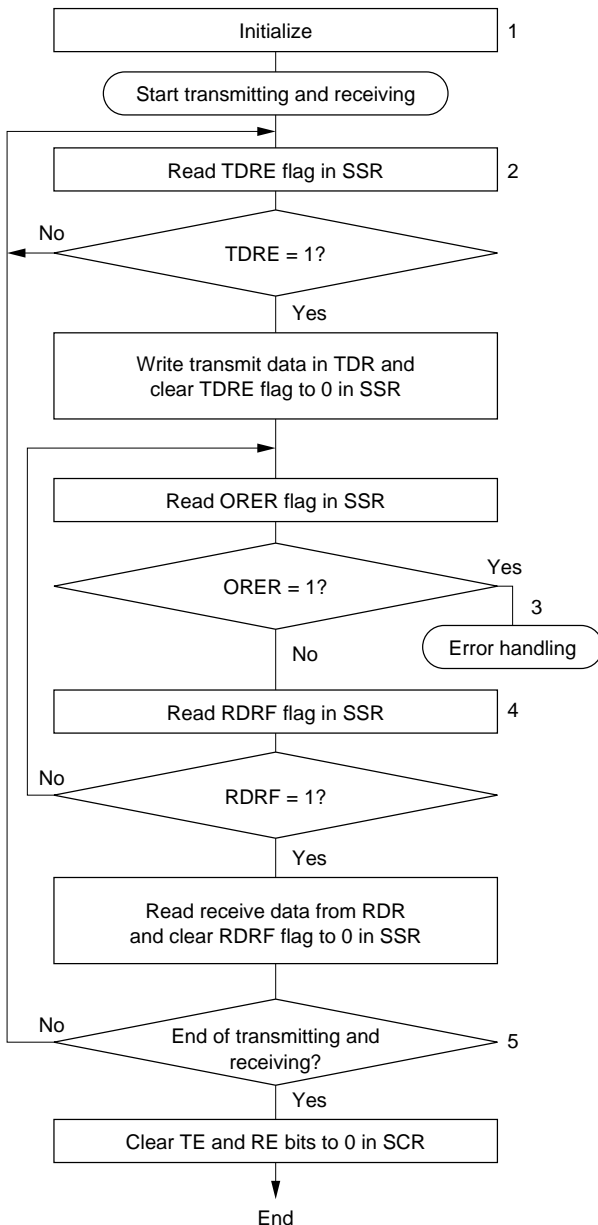 Initialize
1
Start transmitting and receiving
Read TDRE flag in SSR
2
No
TDRE = 1?
Yes
Write transmit data in TDR and
clear TDRE flag to 0 in SSR
Read ORER flag in SSR
ORER = 1?
Yes
3
Error handling
No
Read RDRF flag in SSR
4
No
RDRF = 1?
Yes
Read receive data from RDR
and clear RDRF flag to 0 in SSR
No
End of transmitting and
receiving?
5
Yes
Clear TE and RE bits to 0 in SCR
End